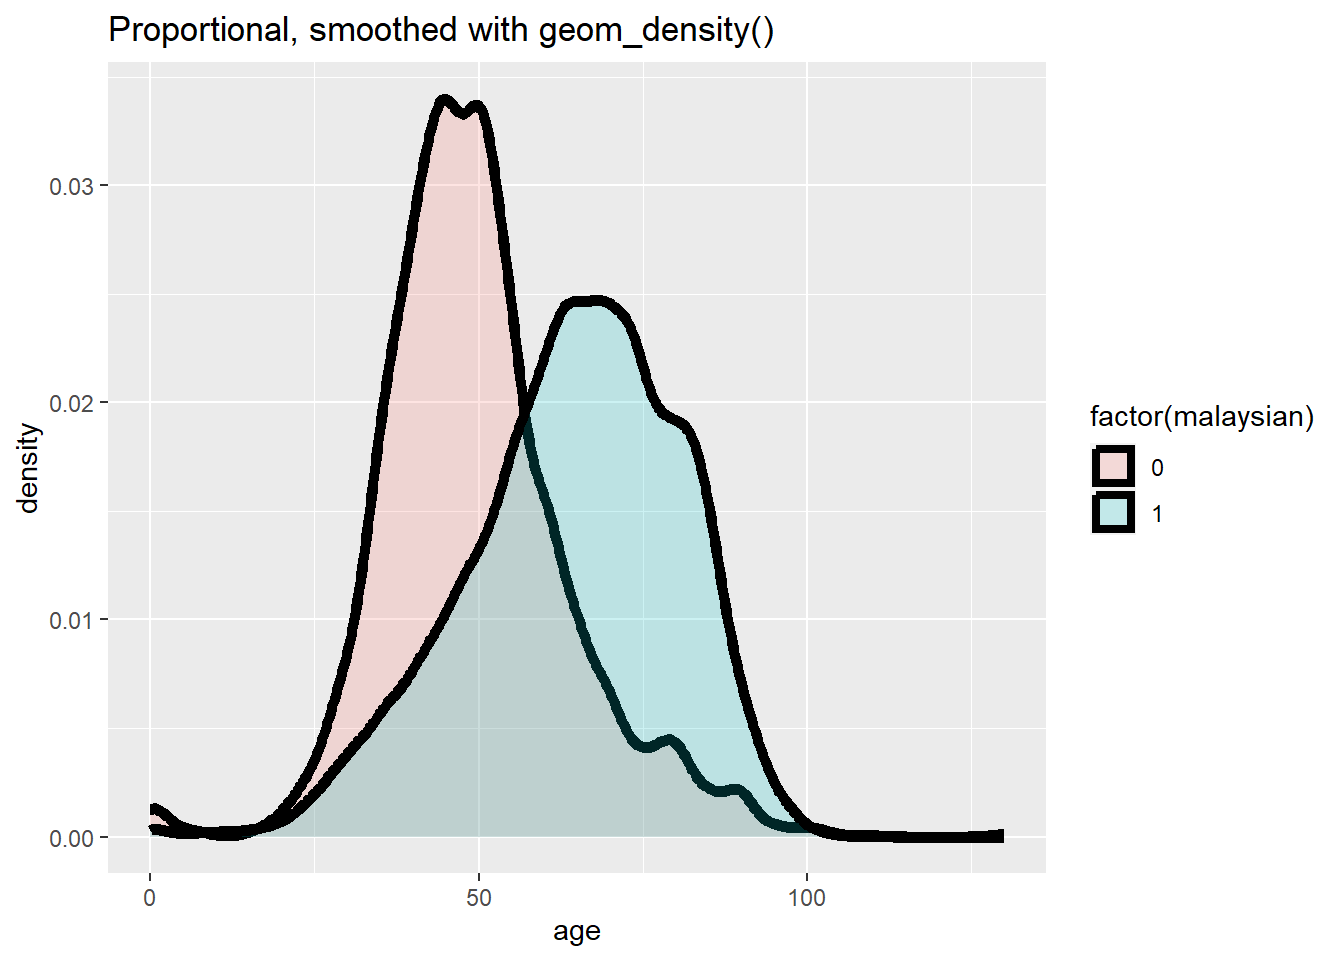 Proportional, smoothed with geom_density()
0.03
0.02
0.01
0.00
density
0
50
100
age
factor(malaysian)
0
1